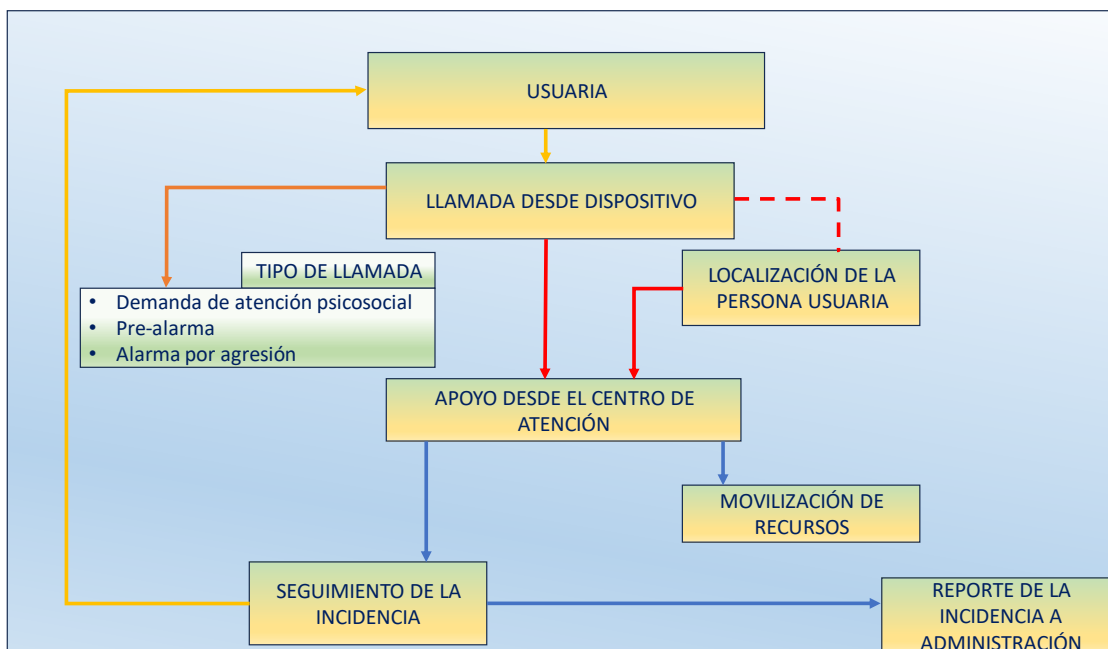 USUARIA
LLAMADA DESDE DISPOSITIVO
TIPO DE LLAMADA
• Demanda de atención psicosocial
• Pre-alarma
• Alarma por agresión
LOCALIZACIÓN DE LA
PERSONA USUARIA
APOYO DESDE EL CENTRO DE
ATENCIÓN
MOVILIZACIÓN DE
RECURSOS
SEGUIMIENTO DE LA
INCIDENCIA
REPORTE DE LA
INCIDENCIA A
ADMINISTRACIÓN